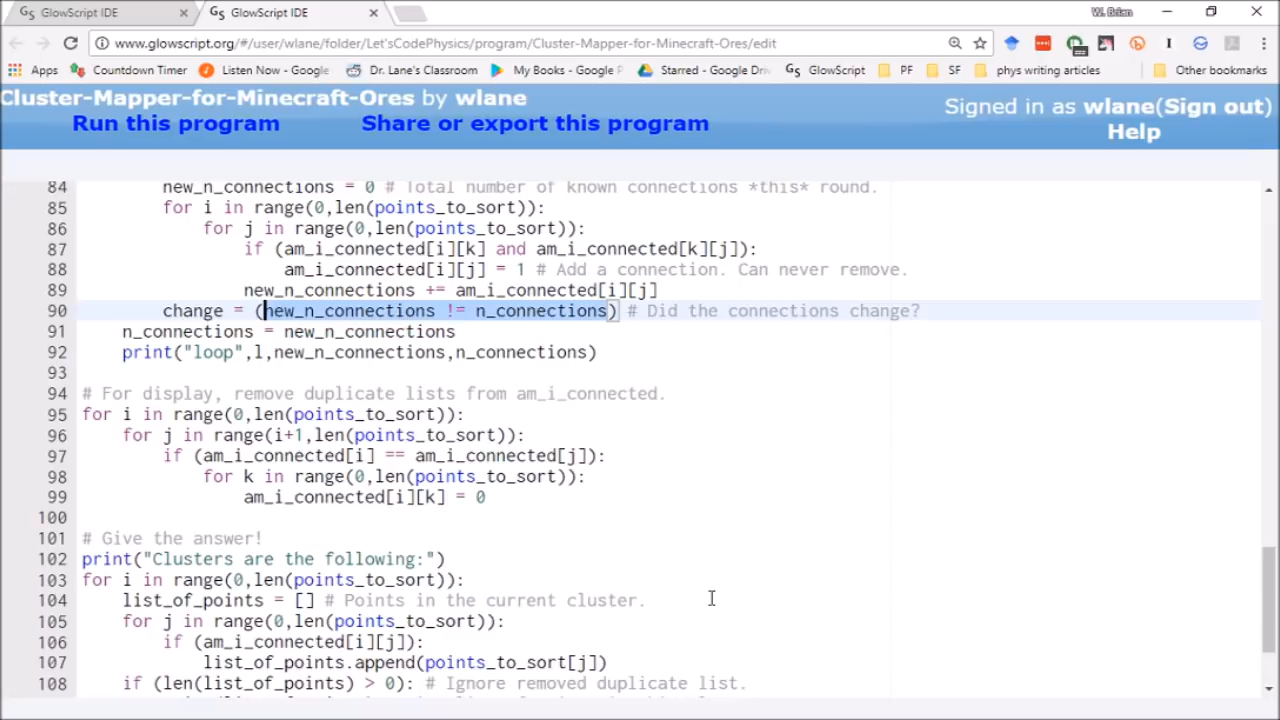 GlowScript IDE
GlowScript IDE
W. Brian
www.glowscript.org/#/user/wlane/folder/Let'sCodePhysics/program/Cluster-Mapper-for-Minecraft-Ores/edit
Apps Countdown Timer Listen Now - Google Dr. Lane's Classroom My Books - Google P Starred - Google Driv GlowScript PF SF phys writing articles Other bookmarks
Cluster-Mapper-for-Minecraft-Ores by wlane
Signed in as wlane(Sign out)
Run this program Share or export this program
Help
84 new_n_connections = 0 # Total number of known connections *this* round.
85 for i in range(0,len(points_to_sort)):
86 for j in range(0,len(points_to_sort)):
87 if (am_i_connected[i][k] and am_i_connected[k][j]):
88 am_i_connected[i][j] = 1 # Add a connection. Can never remove.
89 new_n_connections += am_i_connected[i][j]
90 change = (new_n_connections != n_connections) # Did the connections change?
91 n_connections = new_n_connections
92 print("loop",l,new_n_connections,n_connections)
93
94 # For display, remove duplicate lists from am_i_connected.
95 for i in range(0,len(points_to_sort)):
96 for j in range(i+1,len(points_to_sort)):
97 if (am_i_connected[i] == am_i_connected[j]):
98 for k in range(0,len(points_to_sort)):
99 am_i_connected[i][k] = 0
100
101 # Give the answer!
102 print("Clusters are the following:")
103 for i in range(0,len(points_to_sort)):
104 list_of_points = [] # Points in the current cluster.
105 for j in range(0,len(points_to_sort)):
106 if (am_i_connected[i][j]):
107 list_of_points.append(points_to_sort[j])
108 if (len(list_of_points) > 0): # Ignore removed duplicate list.